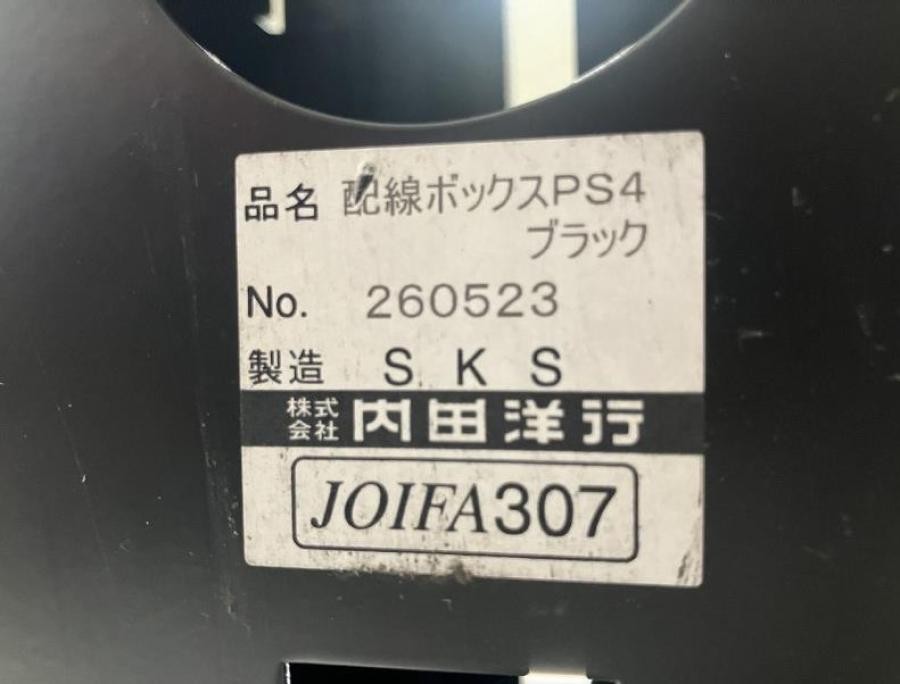 品名 配線ボックスPS4
ブラック
No. 260523
製造 S K S
株式会社 内田洋行
JOIFA307